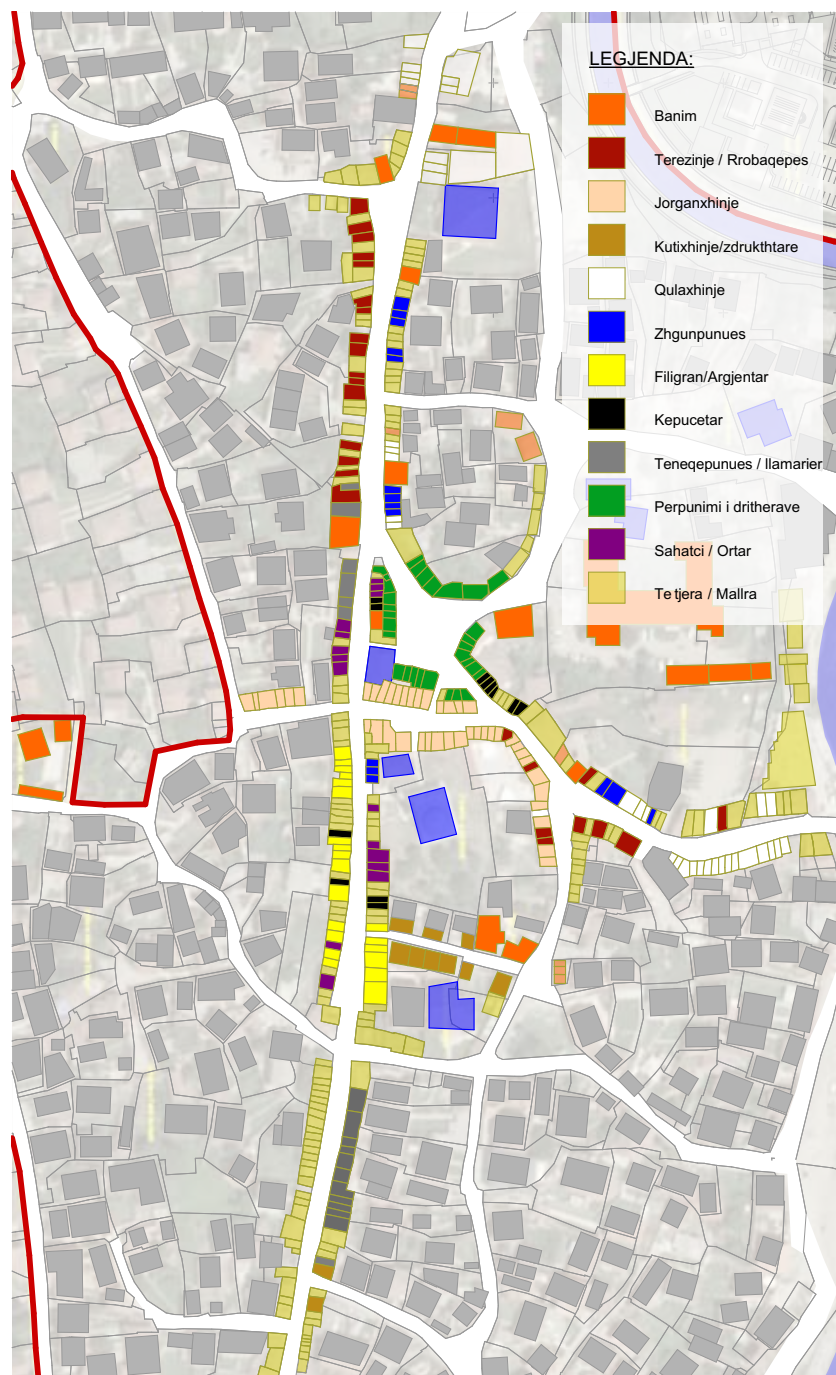 LEGJENDA:
Banim
Terezinje / Rrobaqepes
Jorganxhinje
Kutixhinje/zdrukthtare
Qulaxhinje
Zhgunpunues
Filigran/Argjentar
Kepucetar
Teneqepunues / llamarier
Perpunimi i dritherave
Sahatci / Ortar
Te tjera / Mallra